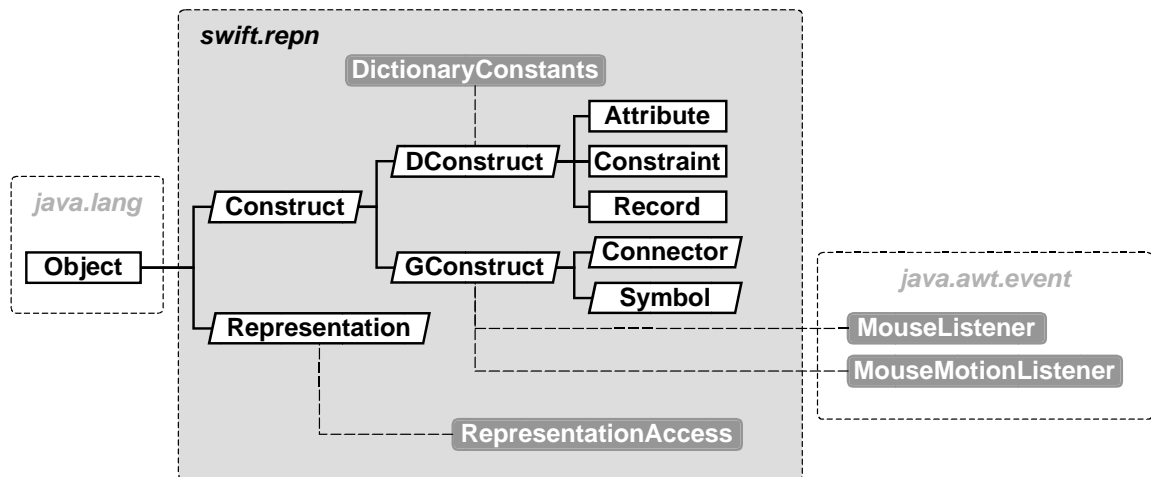 swift.repn
DictionaryConstants
Attribute
DConstruct
Constraint
java.lang
Construct
Record
Object
GConstruct
Connector
java.awt.event
Symbol
Representation
MouseListener
MouseMotionListener
RepresentationAccess